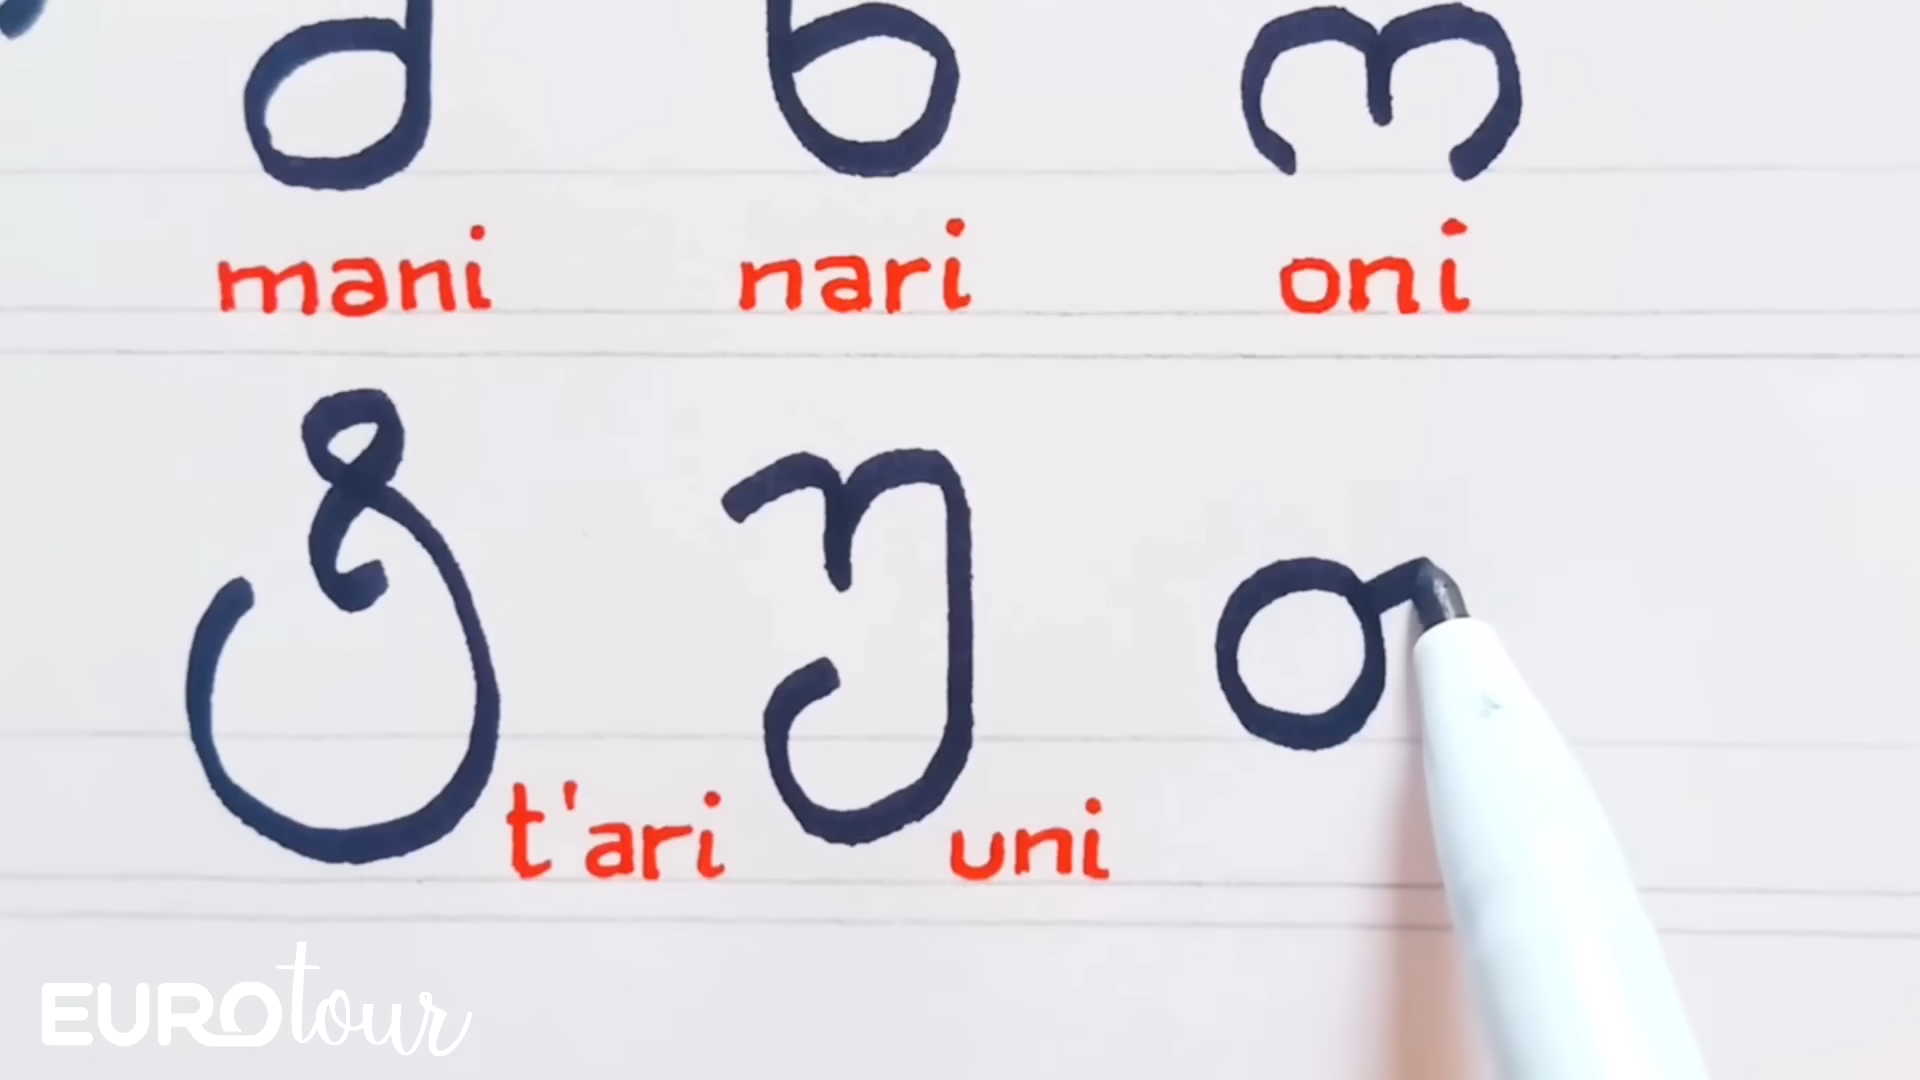 მ ნ ო
mani nari oni
ტ უ
t'ari uni
EUROtour